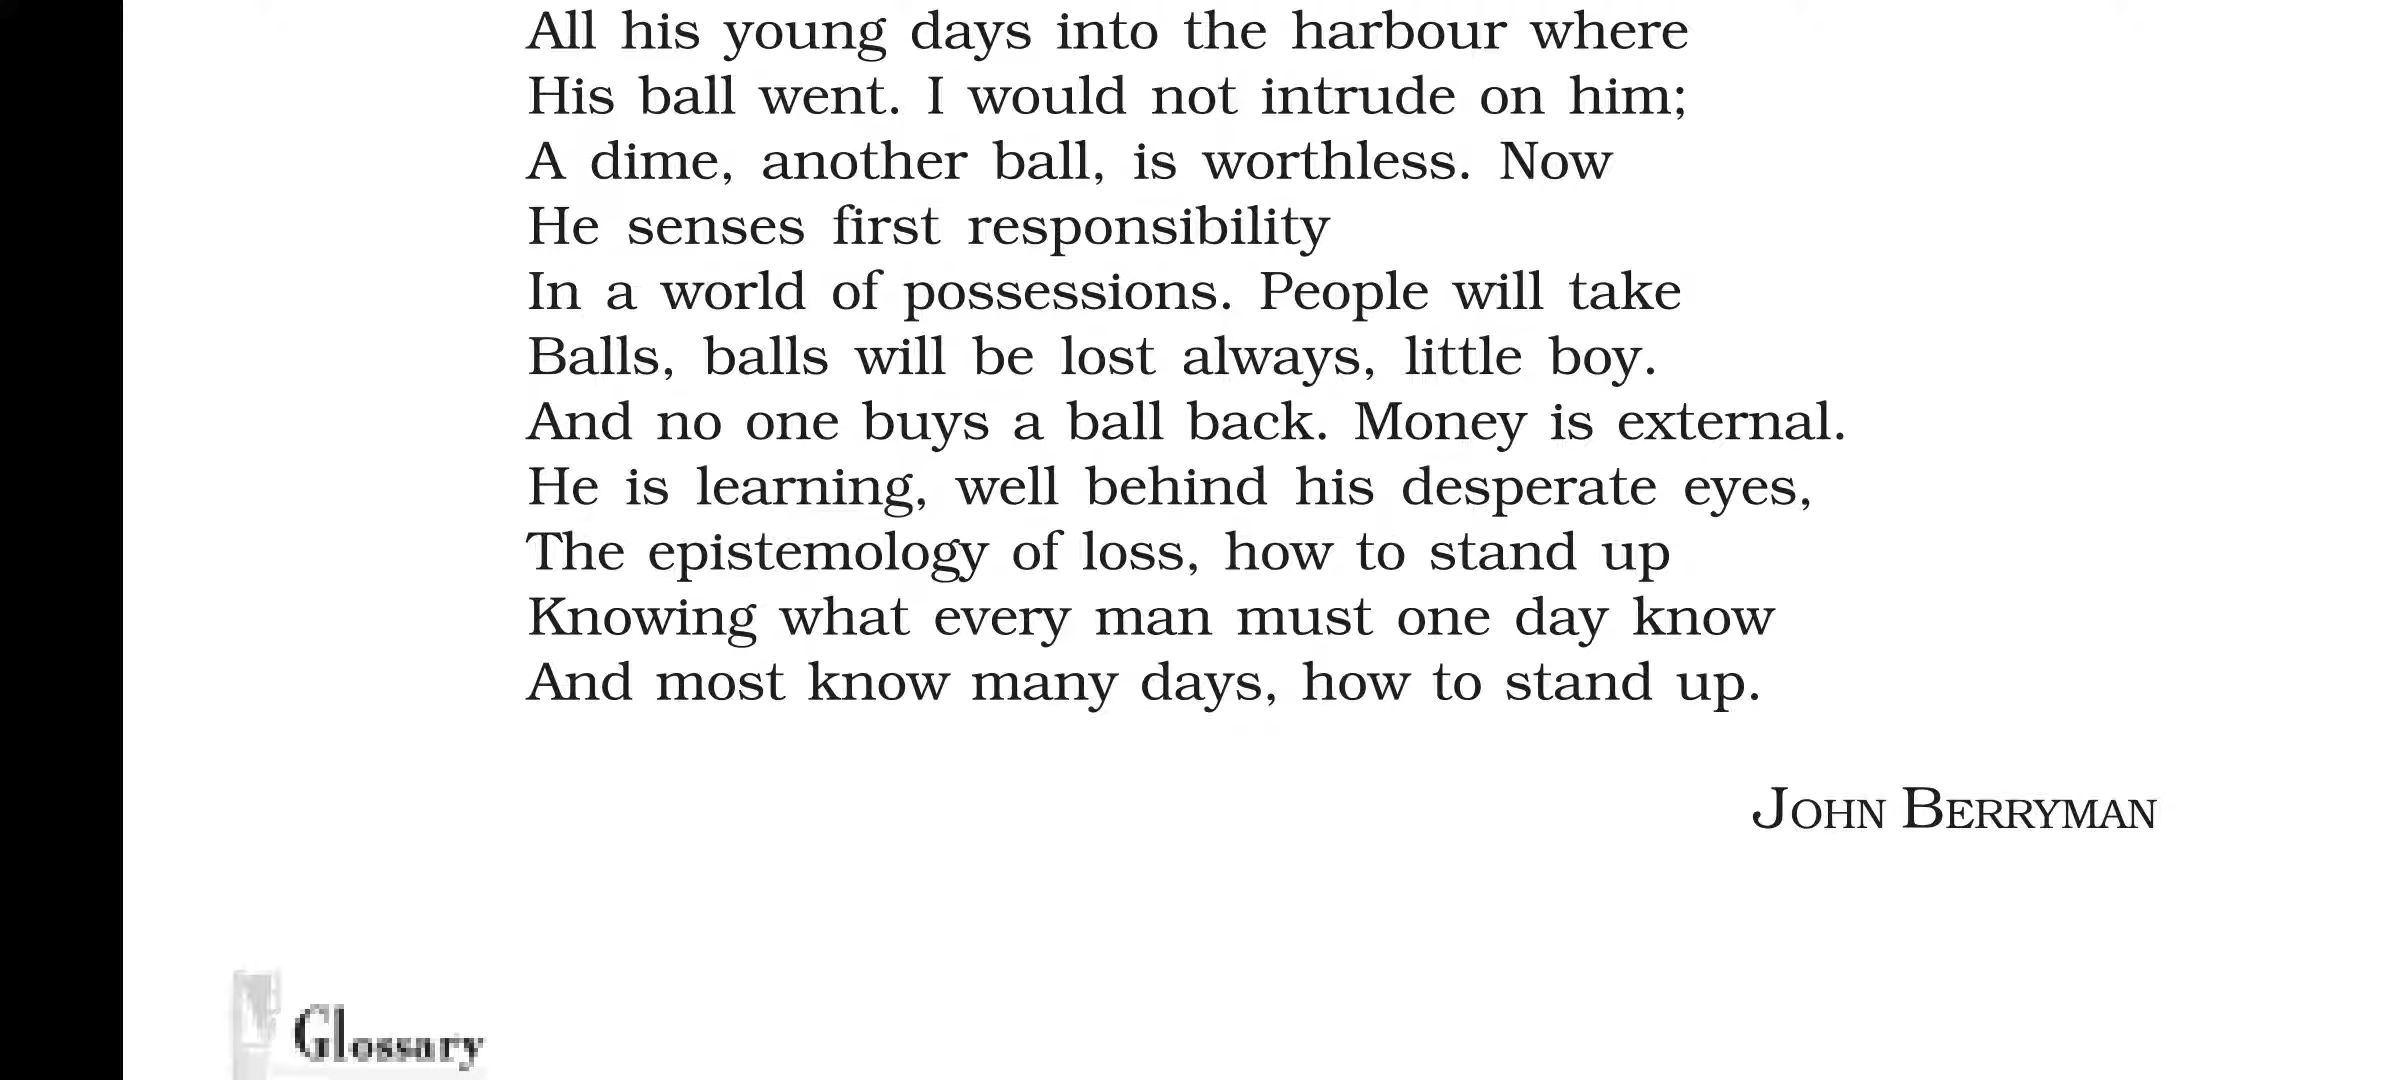 All his young days into the harbour where
His ball went. I would not intrude on him;
A dime, another ball, is worthless. Now
He senses first responsibility
In a world of possessions. People will take
Balls, balls will be lost always, little boy.
And no one buys a ball back. Money is external.
He is learning, well behind his desperate eyes,
The epistemology of loss, how to stand up
Knowing what every man must one day know
And most know many days, how to stand up.
JOHN BERRYMAN
Glossary